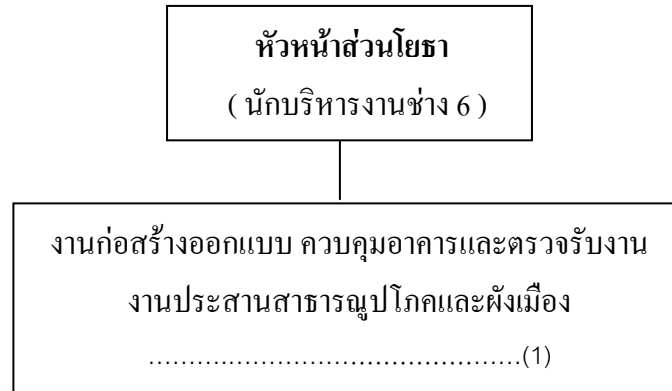 หัวหน้าส่วนโยธา
( นักบริหารงานช่าง 6 )
งานก่อสร้างออกแบบ ควบคุมอาคารและตรวจรับงาน
งานประสานสาธารณูปโภคและผังเมือง
……………………………………….(1)